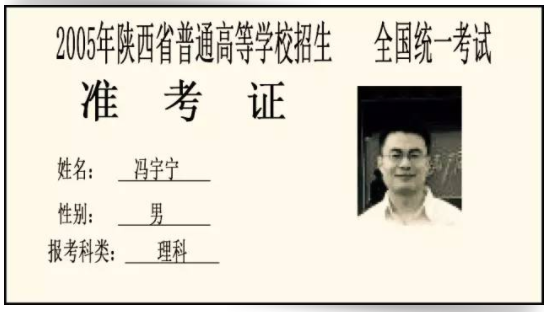 2005年陕西省普通高等学校招生 全国统一考试
准 考 证
姓名: 冯宇宁
性别: 男
报考科类: 理科